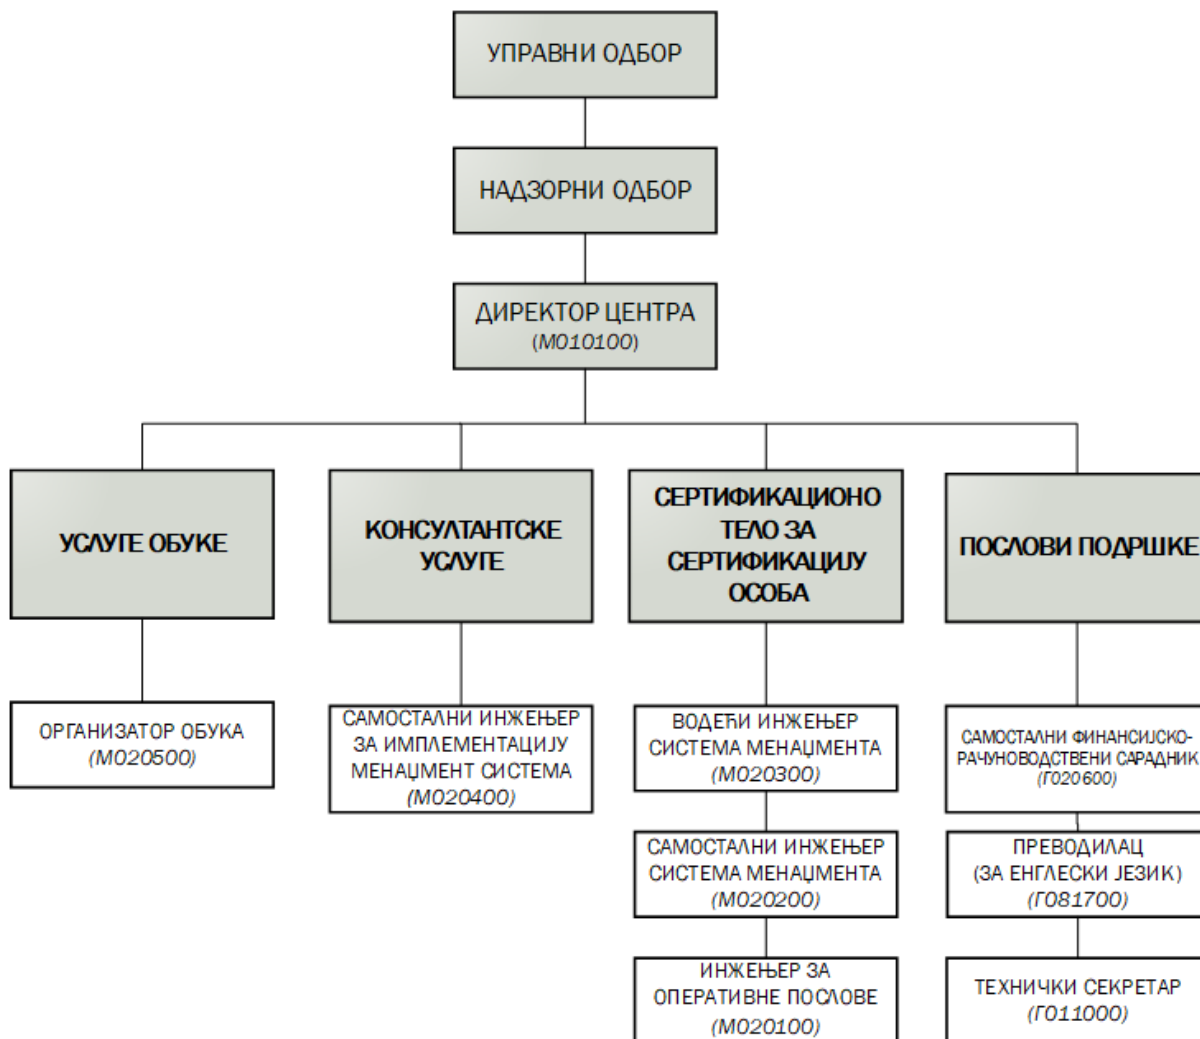 УПРАВНИ ОДБОР
НАДЗОРНИ ОДБОР
ДИРЕКТОР ЦЕНТРА
(М010100)
УСЛУГЕ ОБУКЕ
КОНСУЛТАНТСКЕ
УСЛУГЕ
СЕРТИФИКАЦИОНО
ТЕЛО ЗА
СЕРТИФИКАЦИЈУ
ОСОБА
ПОСЛОВИ ПОДРШКЕ
ОРГАНИЗАТОР ОБУКА
(М020500)
САМОСТАЛНИ ИНЖЕЊЕР
ЗА ИМПЛЕМЕНТАЦИЈУ
МЕНАЏМЕНТ СИСТЕМА
(М020400)
ВОДЕЋИ ИНЖЕЊЕР
СИСТЕМА МЕНАЏМЕНТА
(М020300)
САМОСТАЛНИ ИНЖЕЊЕР
СИСТЕМА МЕНАЏМЕНТА
(М020200)
ИНЖЕЊЕР ЗА
ОПЕРАТИВНЕ ПОСЛОВЕ
(М020100)
САМОСТАЛНИ ФИНАНСИЈСКО-
РАЧУНОВОДСТВЕНИ САРАДНИК
(Г020600)
ПРЕВОДИЛАЦ
(ЗА ЕНГЛЕСКИ ЈЕЗИК)
(Г081700)
ТЕХНИЧКИ СЕКРЕТАР
(Г011000)